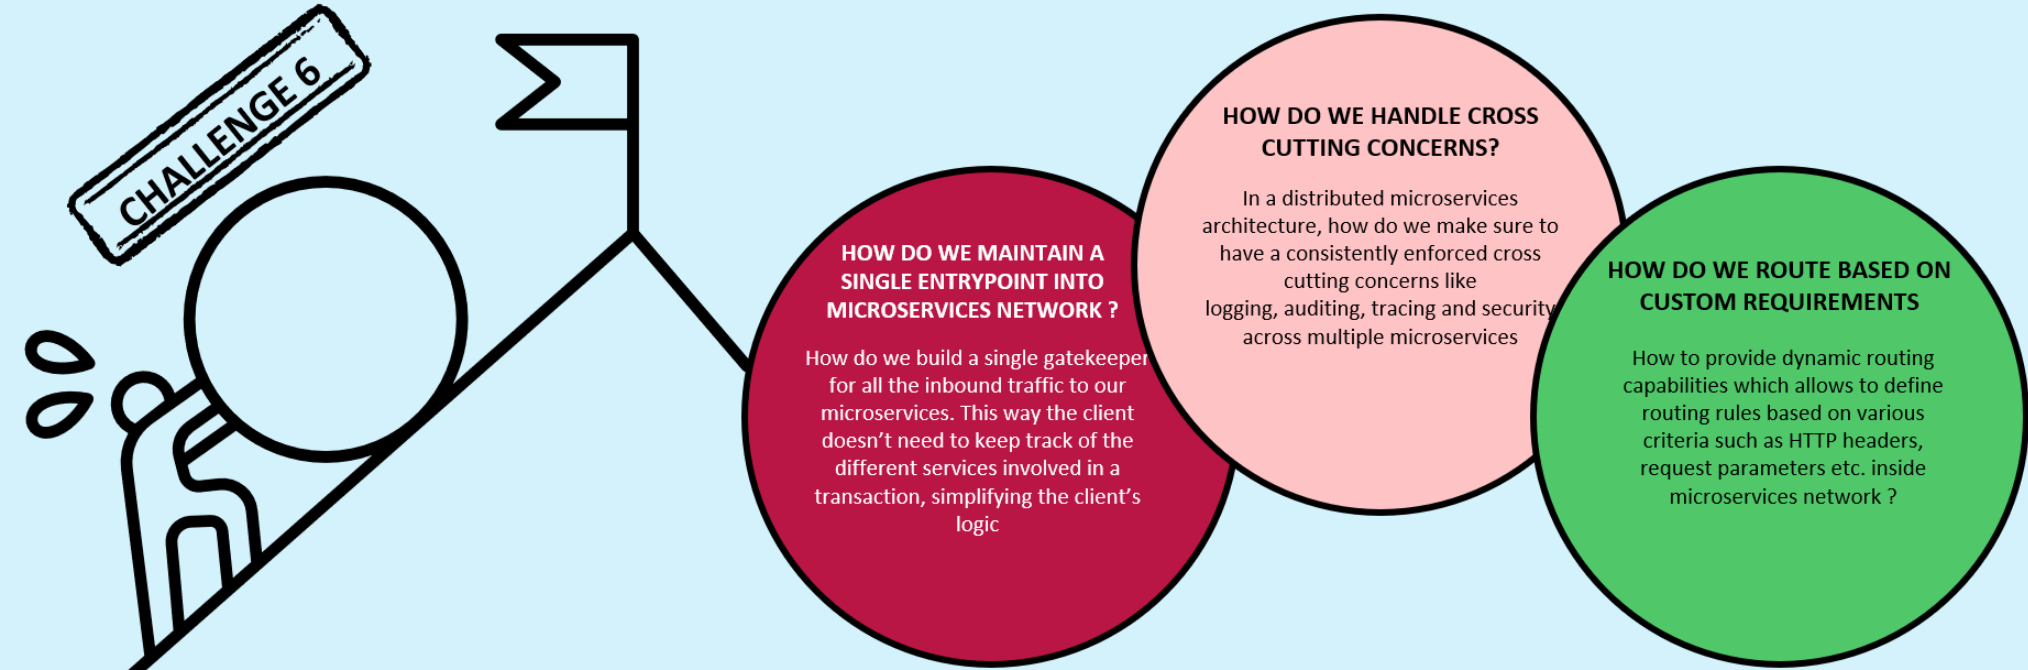 CHALLENGE 6
HOW DO WE MAINTAIN A
SINGLE ENTRYPOINT INTO
MICROSERVICES NETWORK ?
How do we build a single gatekeeper
for all the inbound traffic to our
microservices. This way the client
doesn’t need to keep track of the
different services involved in a
transaction, simplifying the client’s
logic
HOW DO WE HANDLE CROSS
CUTTING CONCERNS?
In a distributed microservices
architecture, how do we make sure to
have a consistently enforced cross
cutting concerns like
logging, auditing, tracing and security
across multiple microservices
HOW DO WE ROUTE BASED ON
CUSTOM REQUIREMENTS
How to provide dynamic routing
capabilities which allows to define
routing rules based on various
criteria such as HTTP headers,
request parameters etc. inside
microservices network ?